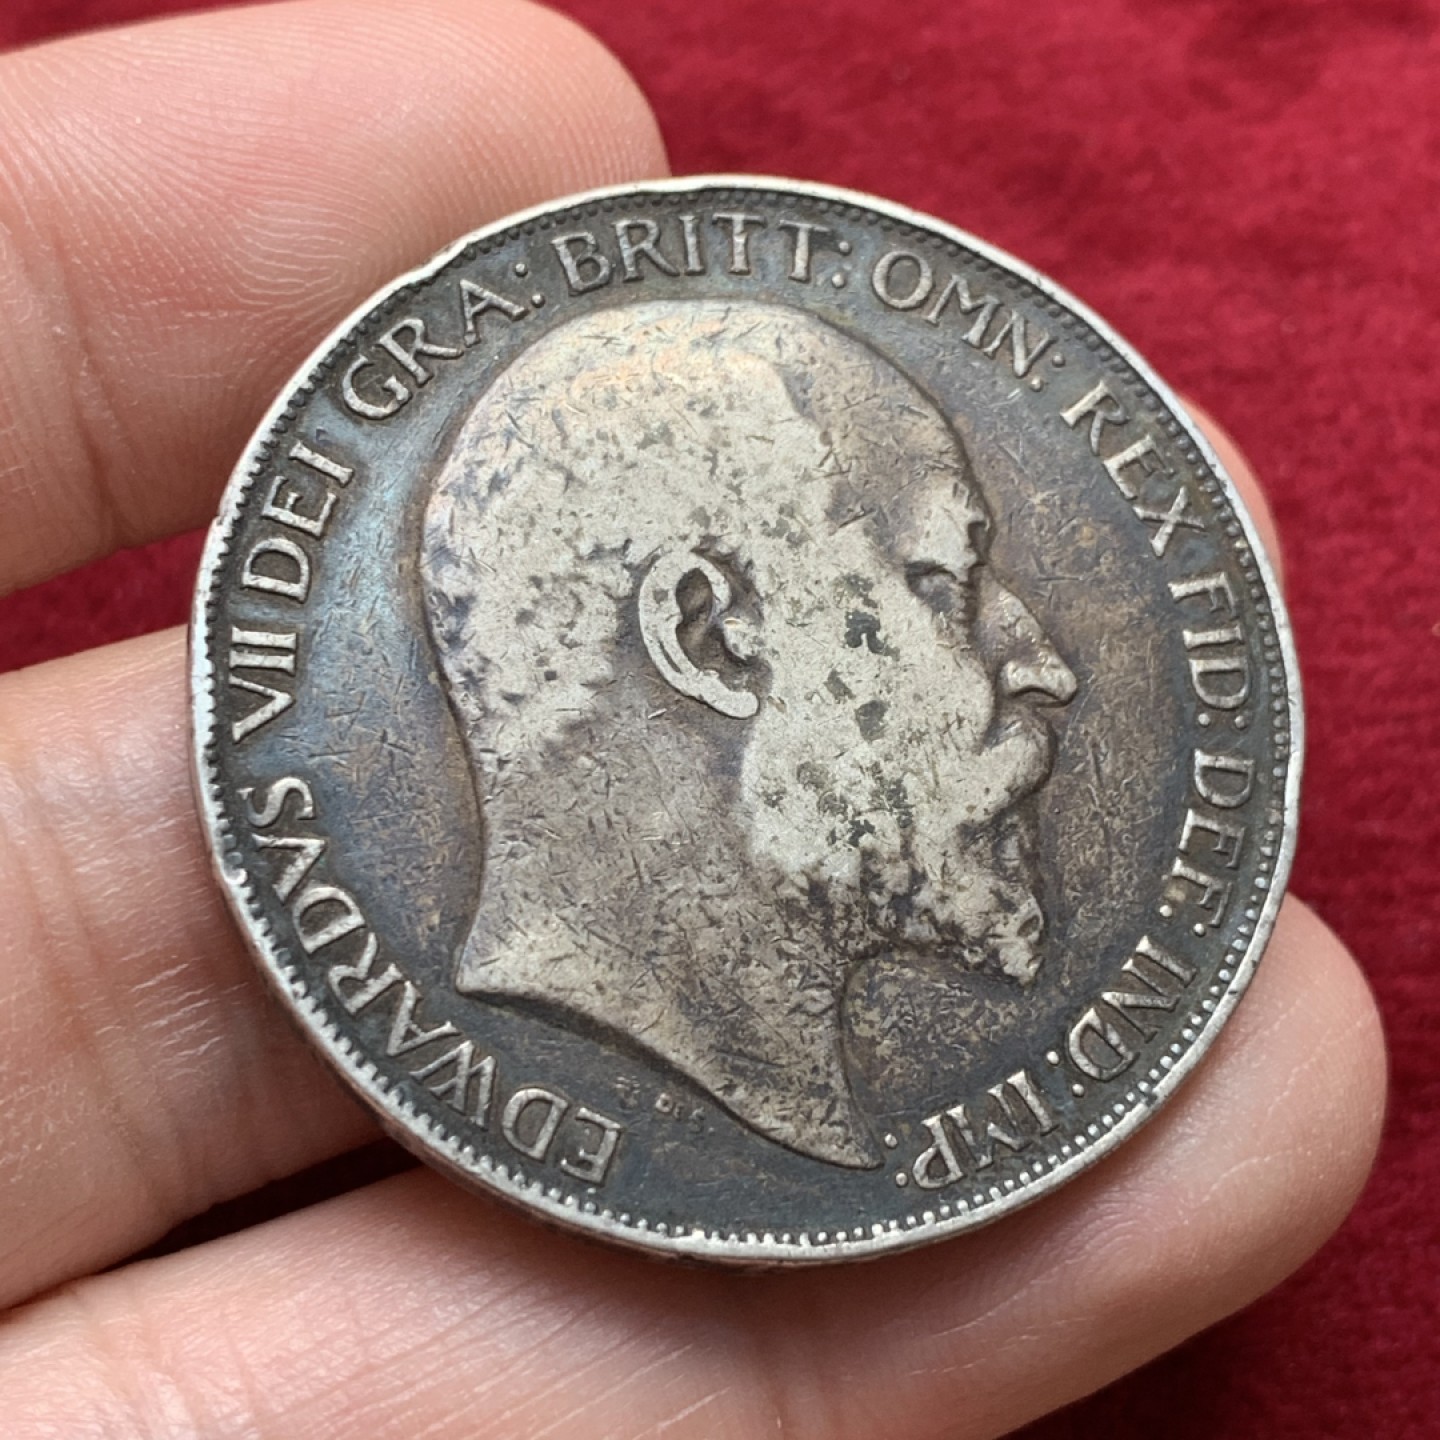 EDWARDVS VII DEI GRA: BRITT: OMN: REX FID: DEF: IND: IMP: